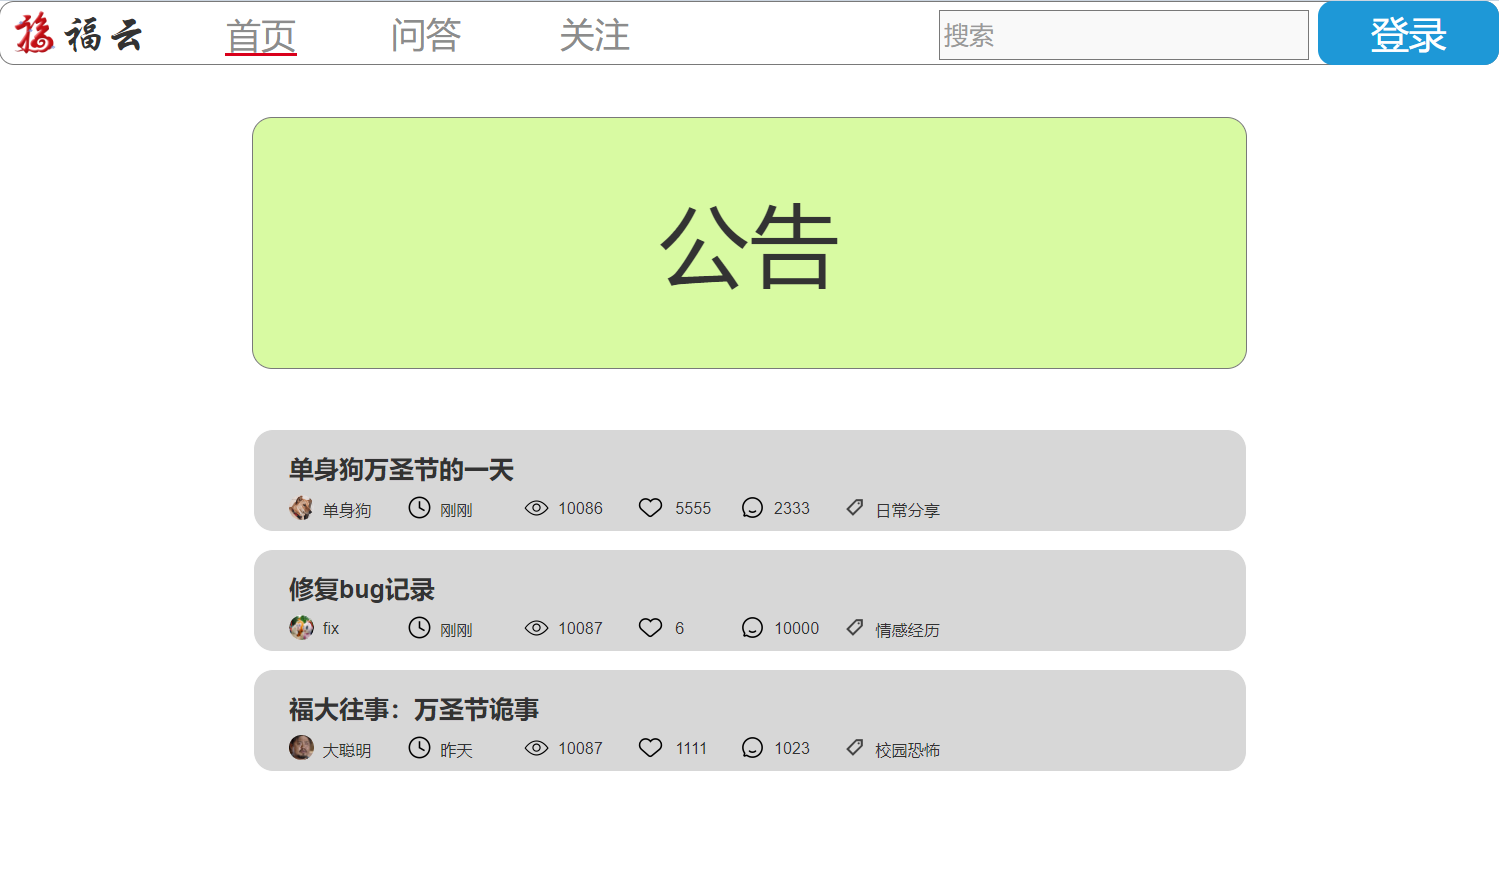 福 福云 首页 问答 关注 搜索 登录
公告
单身狗万圣节的一天
单身狗 刚刚 10086 5555 2333 日常分享
修复bug记录
fix 刚刚 10087 6 10000 情感经历
福大往事：万圣节诡事
大聪明 昨天 10087 1111 1023 校园恐怖